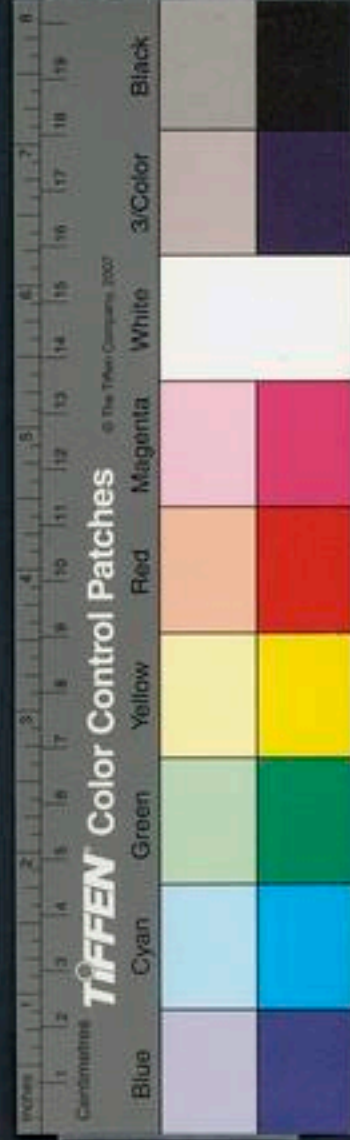 Inches 1 2 3 4 5 6 7 8
Centimetres 1 2 3 4 5 6 7 8 9 10 11 12 13 14 15 16 17 18 19
TIFFEN® Color Control Patches © The Tiffen Company, 2007
Blue Cyan Green Yellow Red Magenta White 3/Color Black